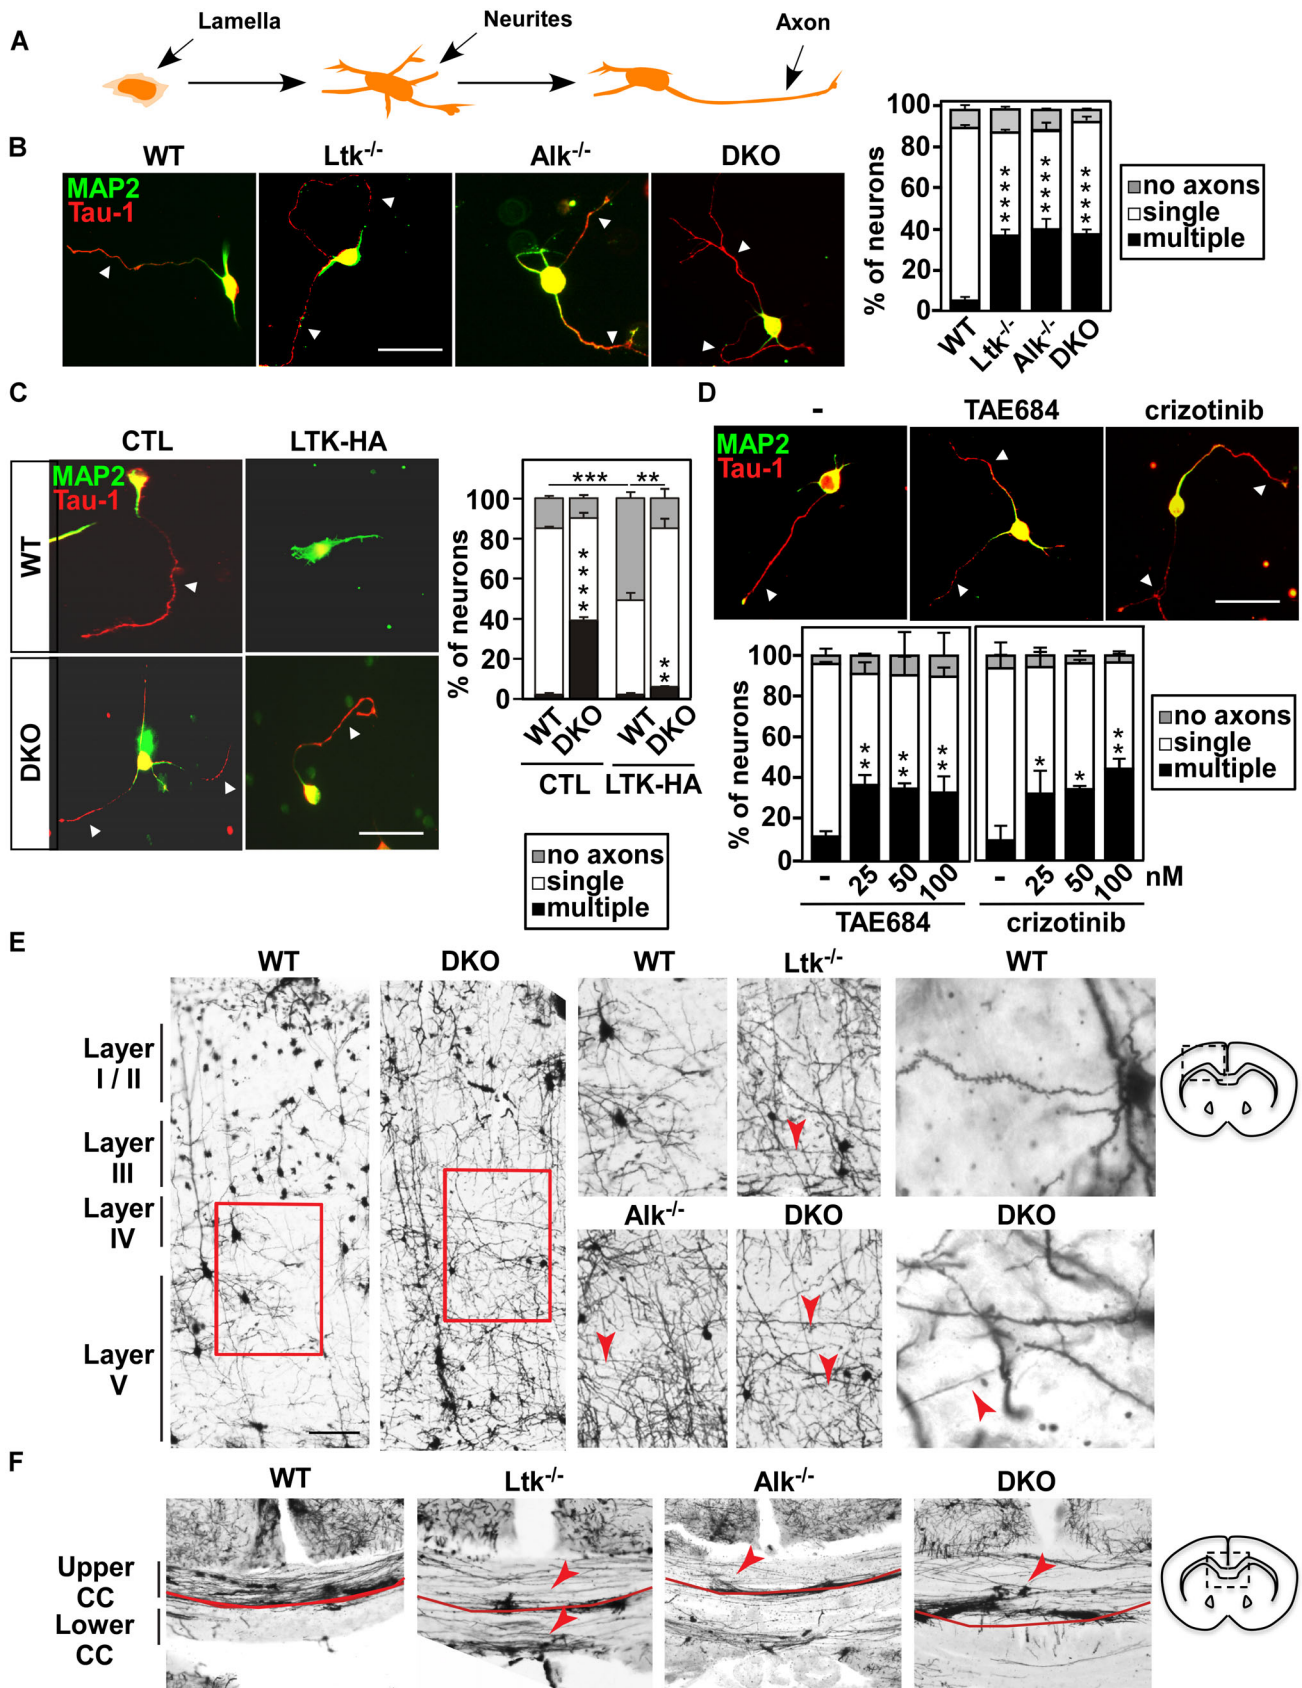 A
Lamella
Neurites
Axon
B
WT
Ltk-/-
Alk-/-
DKO
MAP2
Tau-1
% of neurons
100
80
60
40
20
0
****
****
****
WT
Ltk-/-
Alk-/-
DKO
no axons
single
multiple
C
CTL
LTK-HA
WT
DKO
MAP2
Tau-1
% of neurons
100
80
60
40
20
0
***
**
****
**
WT
DKO
WT
DKO
CTL
LTK-HA
no axons
single
multiple
D
-
TAE684
crizotinib
MAP2
Tau-1
% of neurons
100
80
60
40
20
0
**
**
**
*
*
**
-
25
50
100
-
25
50
100
nM
TAE684
crizotinib
no axons
single
multiple
E
WT
DKO
WT
Ltk-/-
WT
Layer
I / II
Layer
III
Layer
IV
Layer
V
Alk-/-
DKO
DKO
F
WT
Ltk-/-
Alk-/-
DKO
Upper
CC
Lower
CC